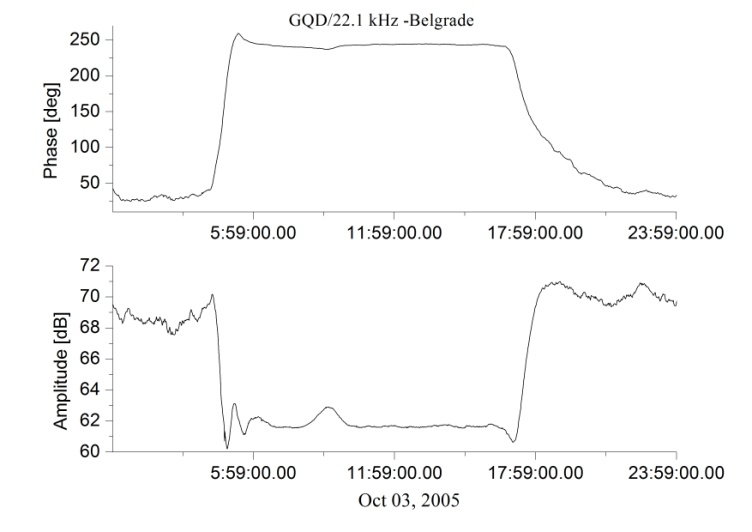 GQD/22.1 kHz -Belgrade
Phase [deg]
250
200
150
100
50
5:59:00.00 11:59:00.00 17:59:00.00 23:59:00.00
Amplitude [dB]
72
70
68
66
64
62
60
5:59:00.00 11:59:00.00 17:59:00.00 23:59:00.00
Oct 03, 2005